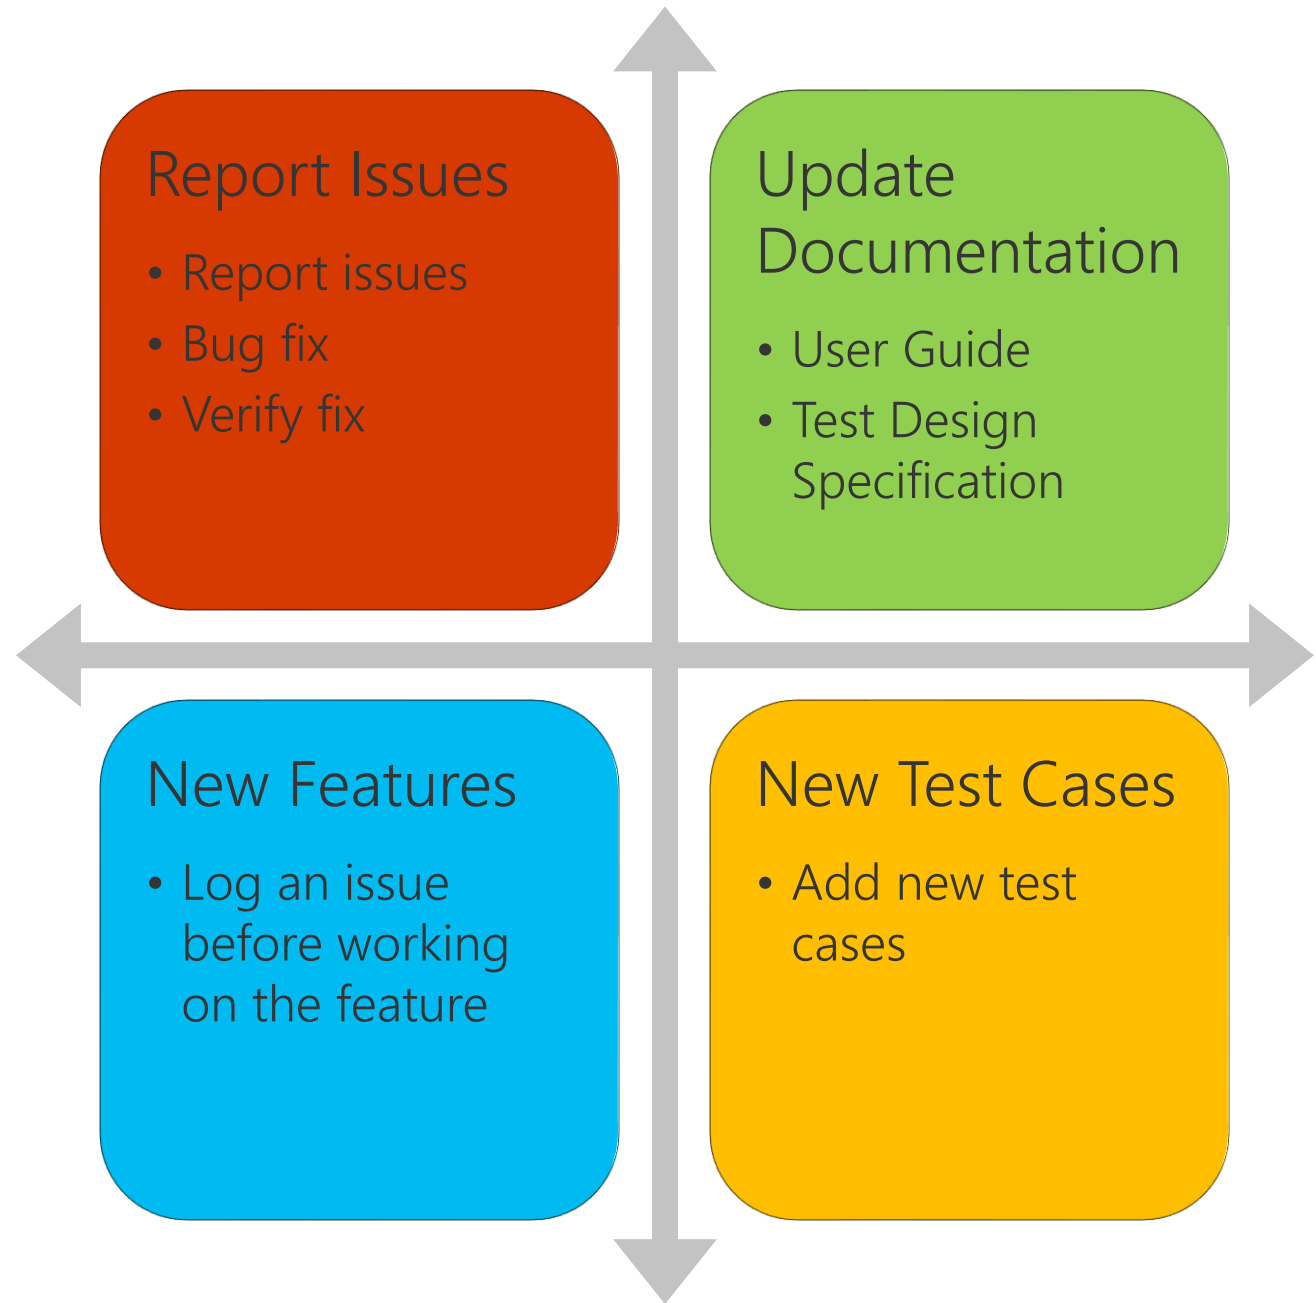 Report Issues
• Report issues
• Bug fix
• Verify fix
Update
Documentation
• User Guide
• Test Design
Specification
New Features
• Log an issue
before working
on the feature
New Test Cases
• Add new test
cases